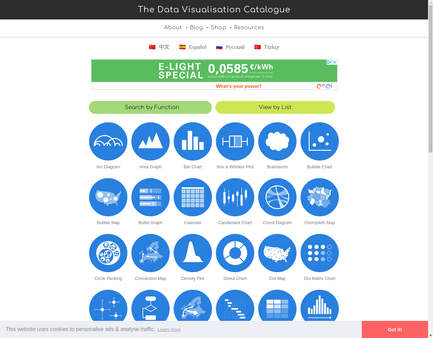 The Data Visualisation Catalogue
About • Blog • Shop • Resources
中文 Español Русский Türkçe
E-LIGHT SPECIAL 0,0585 €/kWh
What's your power?
Search by Function View by List
Arc Diagram Area Graph Bar Chart Box & Whisker Plot Brainstorm Bubble Chart
Bubble Map Bullet Graph Calendar Candlestick Chart Chord Diagram Choropleth Map
Circle Packing Connection Map Density Plot Donut Chart Dot Map Dot Matrix Chart
This website uses cookies to personalise ads & analyse traffic. Learn more Got it!